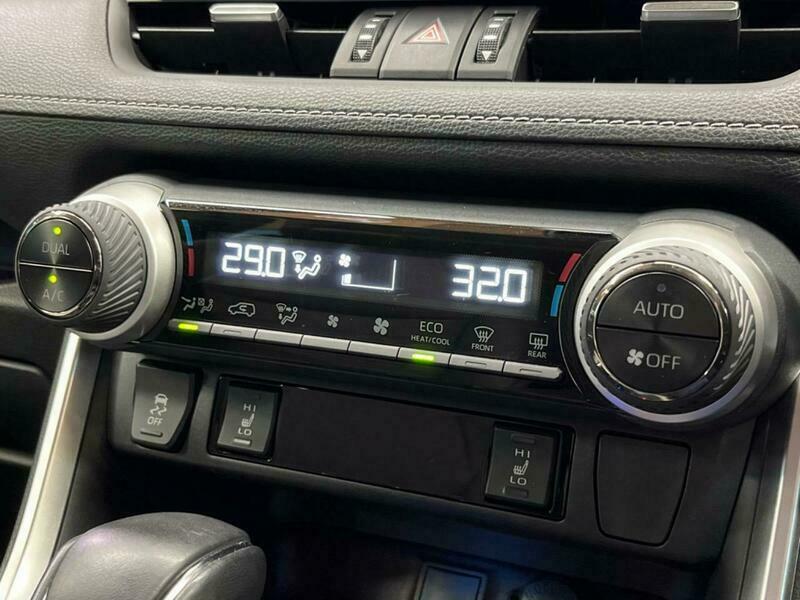 DUAL
A/C
29.0
32.0
ECO
HEAT/COOL
FRONT
REAR
AUTO
OFF
OFF
HI
LO
HI
LO